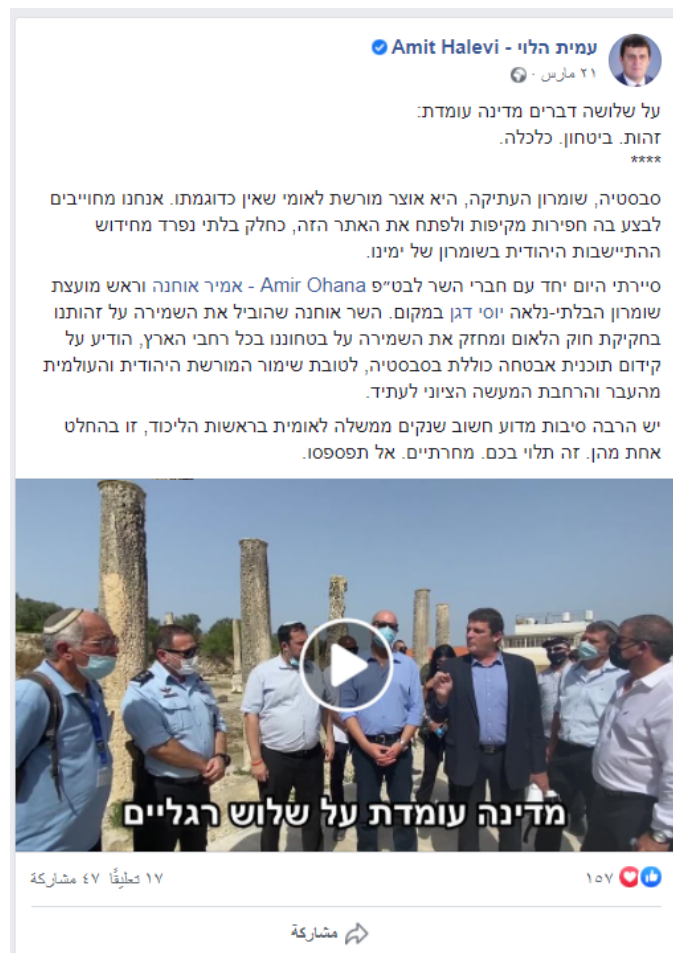 עמית הלוי - Amit Halevi
٢١ مارس ·
על שלושה דברים מדינה עומדת:
זהות. ביטחון. כלכלה.
****
סבסטיה, שומרון העתיקה, היא אוצר מורשת לאומי שאין כדוגמתו. אנחנו מחוייבים
לבצע בה חפירות מקיפות ולפתח את האתר הזה, כחלק בלתי נפרד מחידוש
ההתיישבות היהודית בשומרון של ימינו.
סיירתי היום יחד עם חברי השר לבט״פ Amir Ohana - אמיר אוחנה וראש מועצת
שומרון הבלתי-נלאה יוסי דגן במקום. השר אוחנה שהוביל את השמירה על זהותנו
בחקיקת חוק הלאום ומחזק את השמירה על בטחוננו בכל רחבי הארץ, הודיע על
קידום תוכנית אבטחה כוללת בסבסטיה, לטובת שימור המורשת היהודית והעולמית
מהעבר והרחבת המעשה הציוני לעתיד.
יש הרבה סיבות מדוע חשוב שנקים ממשלה לאומית בראשות הליכוד, זו בהחלט
אחת מהן. זה תלוי בכם. מחרתיים. אל תפספסו.
מדינה עומדת על שלוש רגליים
١٥٧
١٧ تعليقًا ٤٧ مشاركة
مشاركة